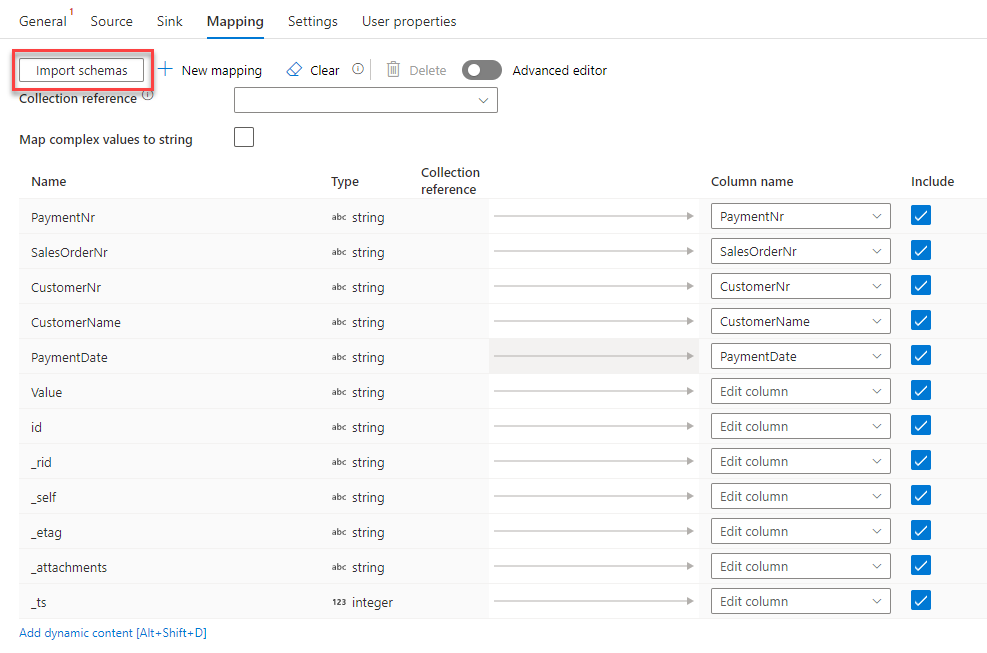 General 1 Source Sink Mapping Settings User properties
Import schemas New mapping Clear Delete Advanced editor
Collection reference
Map complex values to string
Name Type Collection reference Column name Include
PaymentNr abc string PaymentNr
SalesOrderNr abc string SalesOrderNr
CustomerNr abc string CustomerNr
CustomerName abc string CustomerName
PaymentDate abc string PaymentDate
Value abc string Edit column
id abc string Edit column
_rid abc string Edit column
_self abc string Edit column
_etag abc string Edit column
_attachments abc string Edit column
_ts 123 integer Edit column
Add dynamic content [Alt+Shift+D]